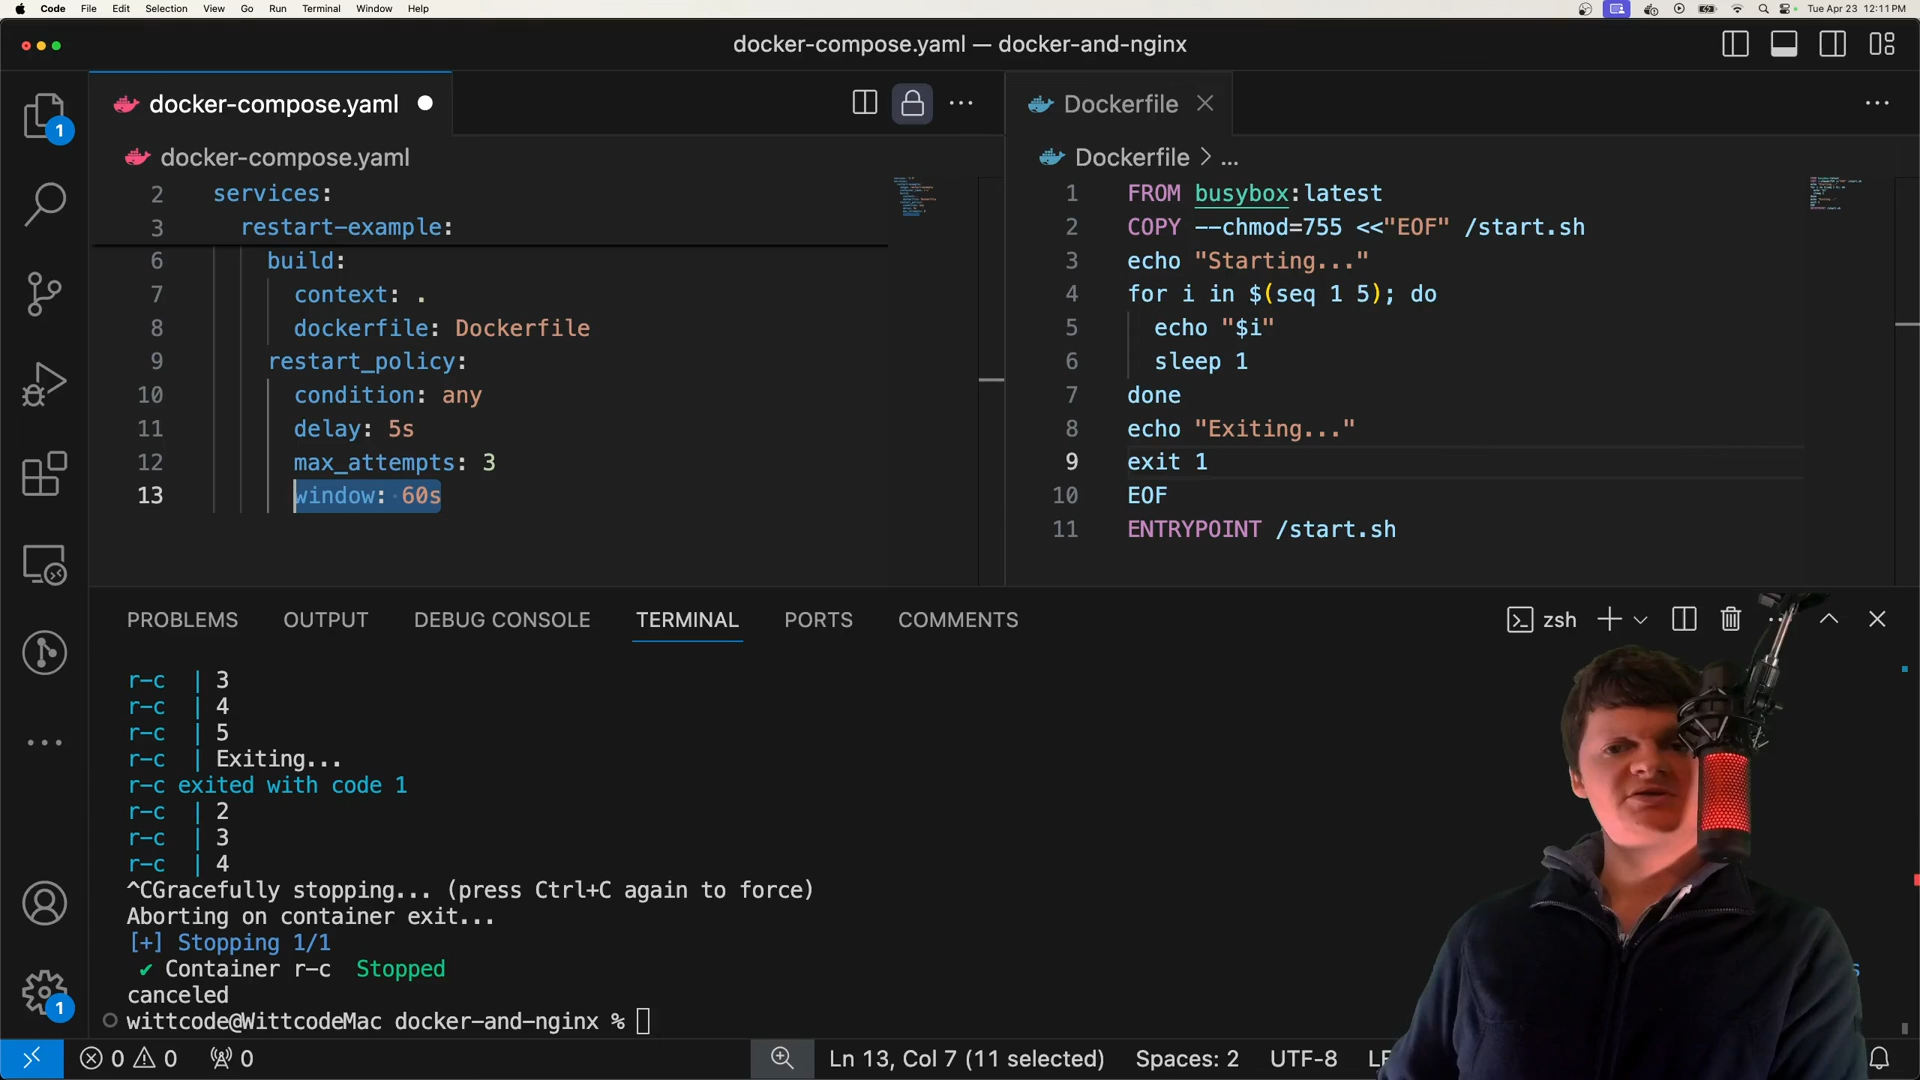 Code File Edit Selection View Go Run Terminal Window Help Tue Apr 23 12:11 PM
docker-compose.yaml — docker-and-nginx
docker-compose.yaml
docker-compose.yaml
2 services:
3 restart-example:
6 build:
7 context: .
8 dockerfile: Dockerfile
9 restart_policy:
10 condition: any
11 delay: 5s
12 max_attempts: 3
13 window: 60s
Dockerfile
Dockerfile > ...
1 FROM busybox:latest
2 COPY --chmod=755 <<"EOF" /start.sh
3 echo "Starting..."
4 for i in $(seq 1 5); do
5 echo "$i"
6 sleep 1
7 done
8 echo "Exiting..."
9 exit 1
10 EOF
11 ENTRYPOINT /start.sh
1
1
PROBLEMS OUTPUT DEBUG CONSOLE TERMINAL PORTS COMMENTS zsh
r-c | 3
r-c | 4
r-c | 5
r-c | Exiting...
r-c exited with code 1
r-c | 2
r-c | 3
r-c | 4
^CGracefully stopping... (press Ctrl+C again to force)
Aborting on container exit...
[+] Stopping 1/1
✔ Container r-c Stopped
canceled
wittcode@WittcodeMac docker-and-nginx %
0 0 0 Ln 13, Col 7 (11 selected) Spaces: 2 UTF-8